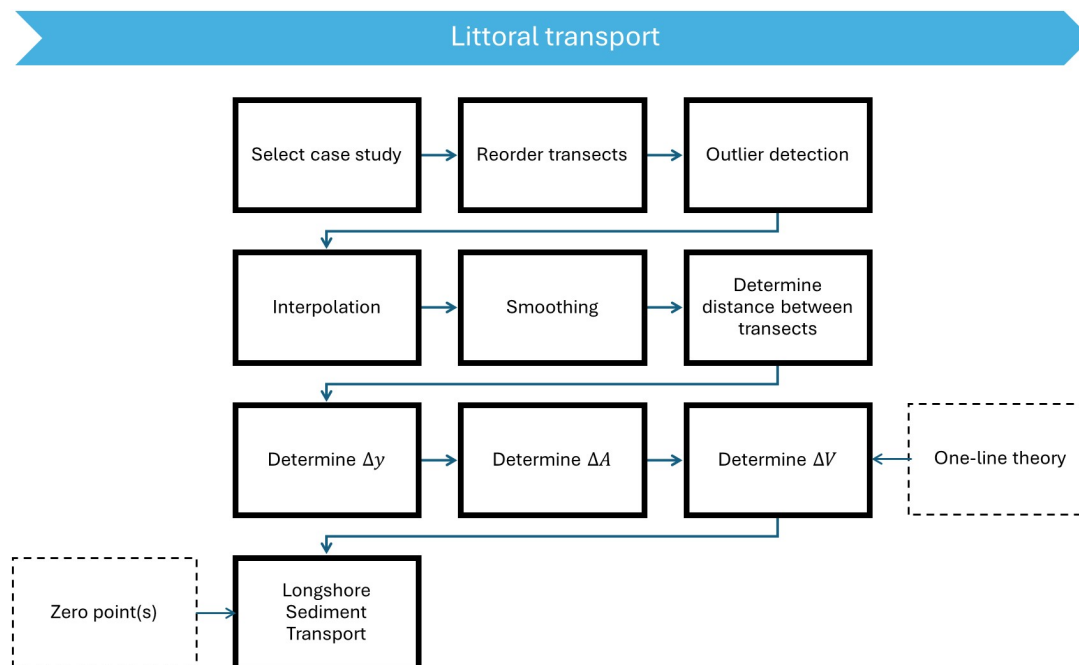 Littoral transport
Select case study
Reorder transects
Outlier detection
Interpolation
Smoothing
Determine
distance between
transects
Determine Δy
Determine ΔA
Determine ΔV
One-line theory
Zero point(s)
Longshore
Sediment
Transport